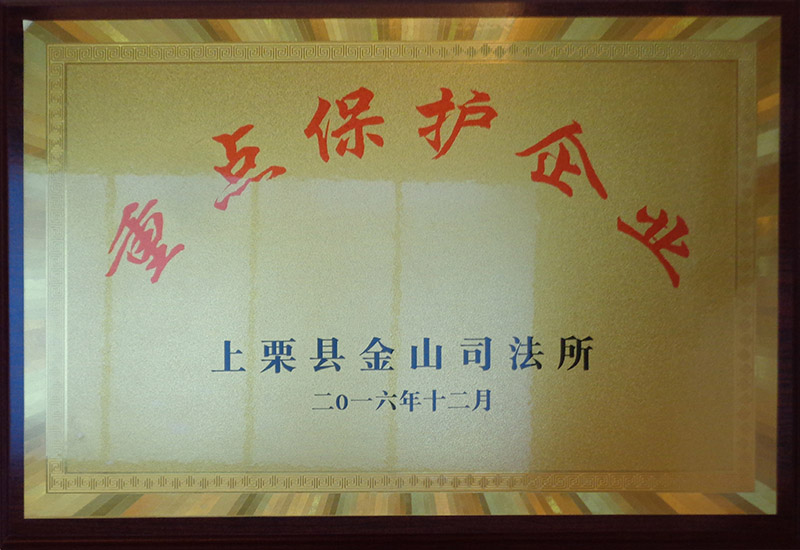 重点保护企业
上栗县金山司法所
二0一六年十二月